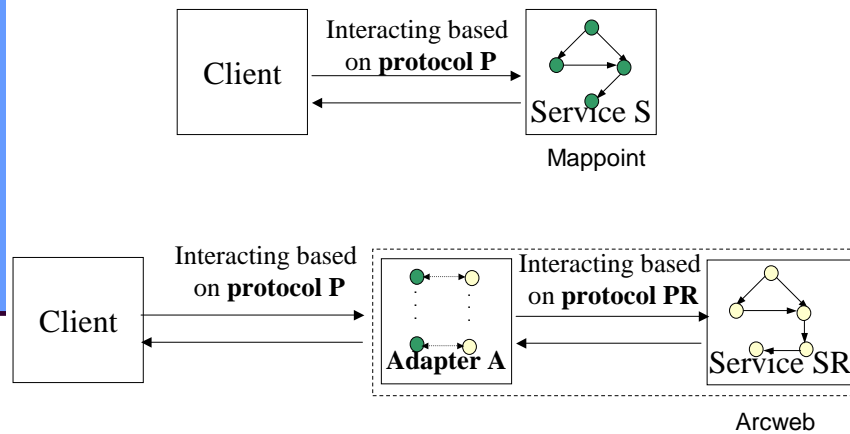 Client
Interacting based
on protocol P
Service S
Mappoint
Client
Interacting based
on protocol P
Adapter A
Interacting based
on protocol PR
Service SR
Arcweb